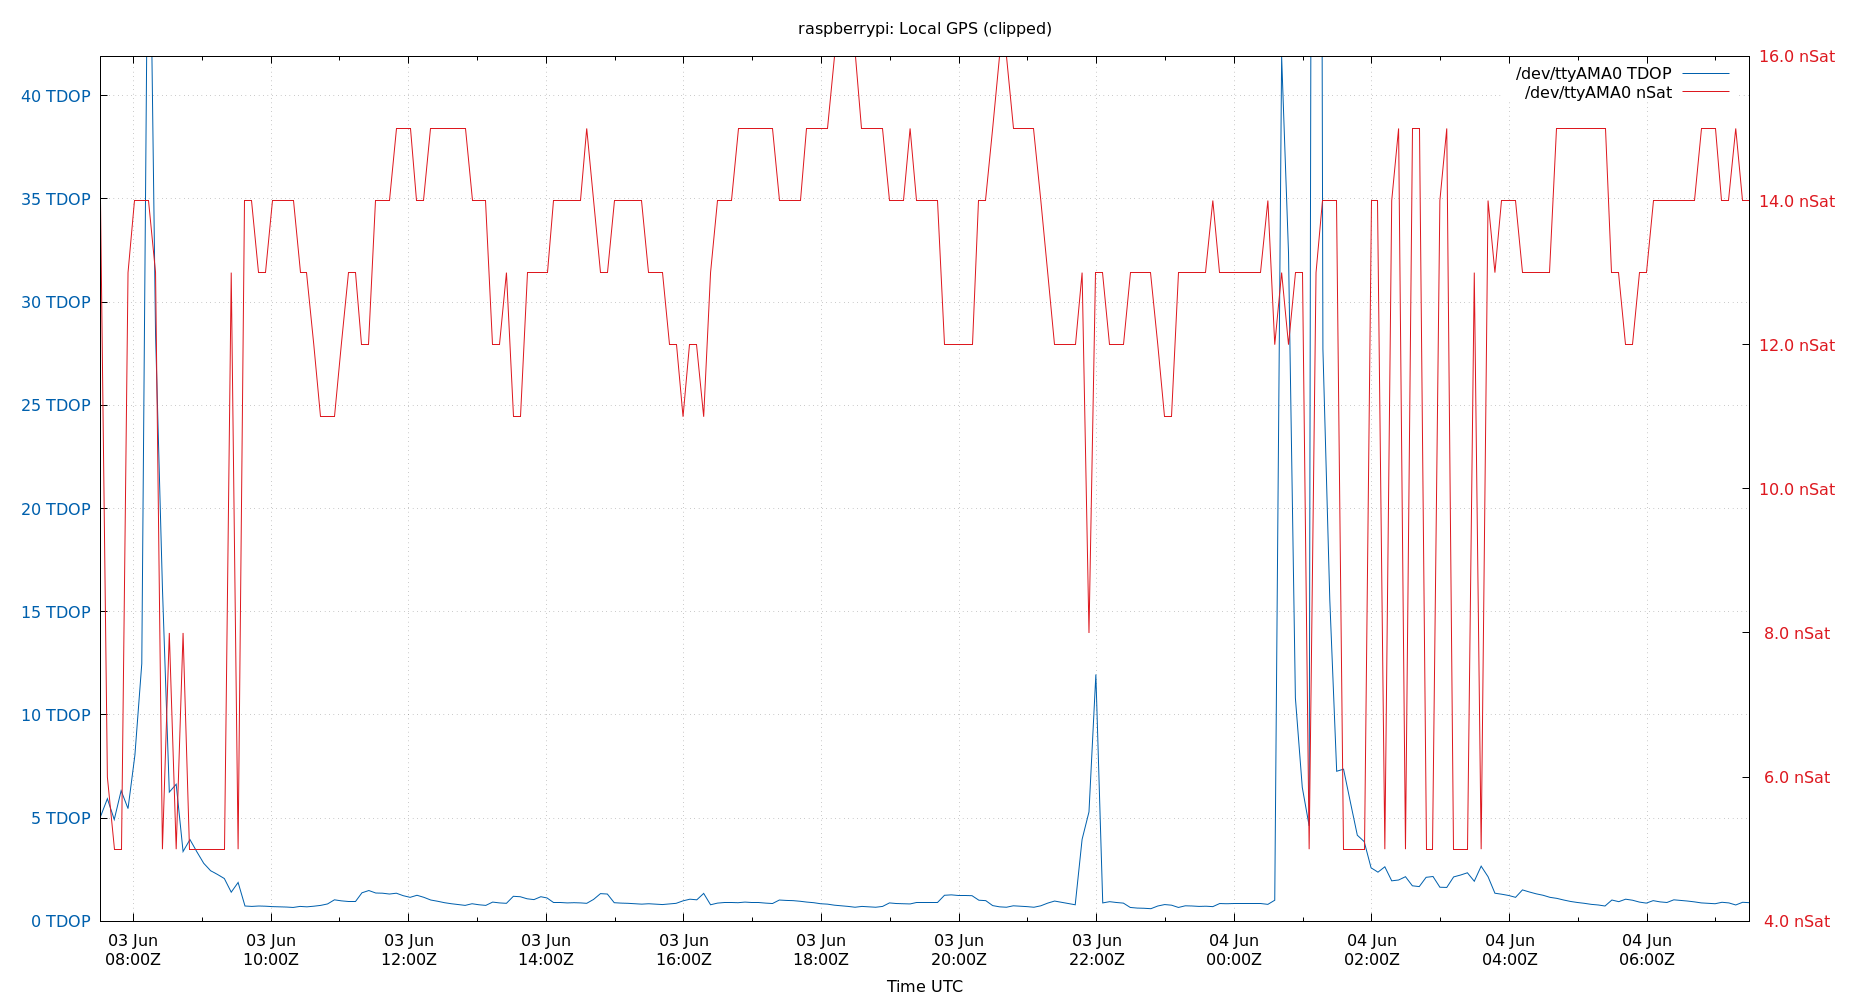 raspberrypi: Local GPS (clipped)
/dev/ttyAMA0 TDOP
/dev/ttyAMA0 nSat
40 TDOP
35 TDOP
30 TDOP
25 TDOP
20 TDOP
15 TDOP
10 TDOP
5 TDOP
0 TDOP
16.0 nSat
14.0 nSat
12.0 nSat
10.0 nSat
8.0 nSat
6.0 nSat
4.0 nSat
03 Jun
08:00Z
03 Jun
10:00Z
03 Jun
12:00Z
03 Jun
14:00Z
03 Jun
16:00Z
03 Jun
18:00Z
03 Jun
20:00Z
03 Jun
22:00Z
04 Jun
00:00Z
04 Jun
02:00Z
04 Jun
04:00Z
04 Jun
06:00Z
Time UTC